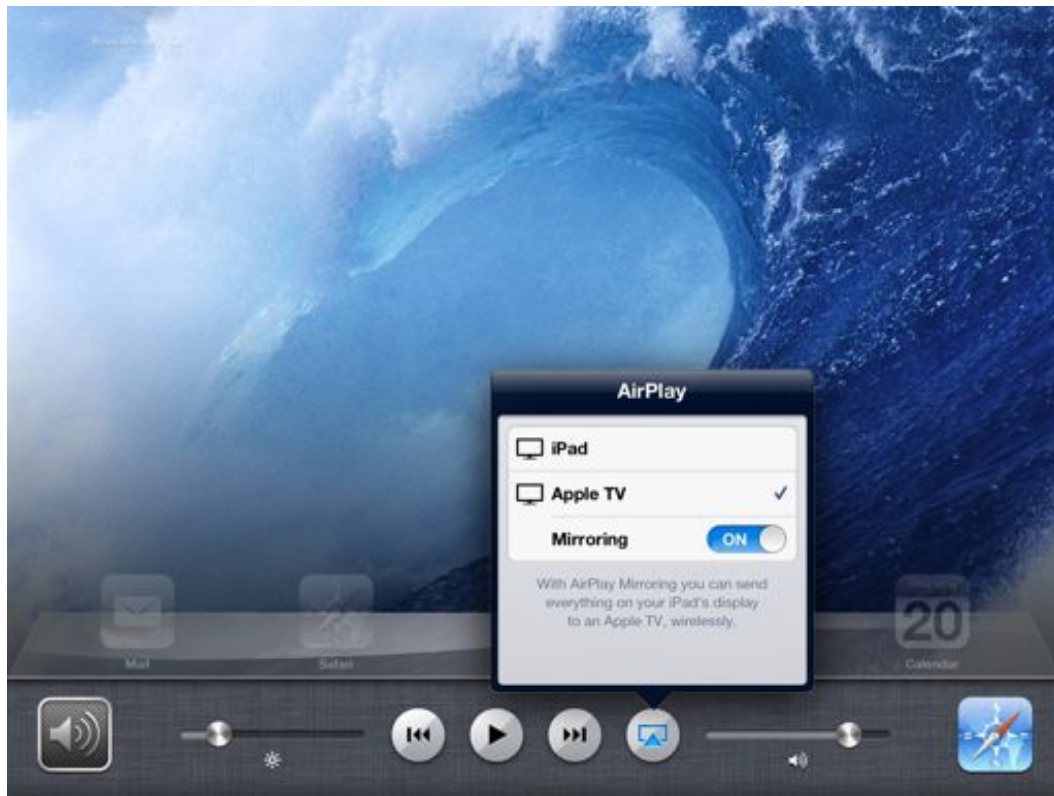 AirPlay
iPad
Apple TV
Mirroring ON
With AirPlay Mirroring you can send
everything on your iPad's display
to an Apple TV, wirelessly.
20
Mail
Safari
Calendar